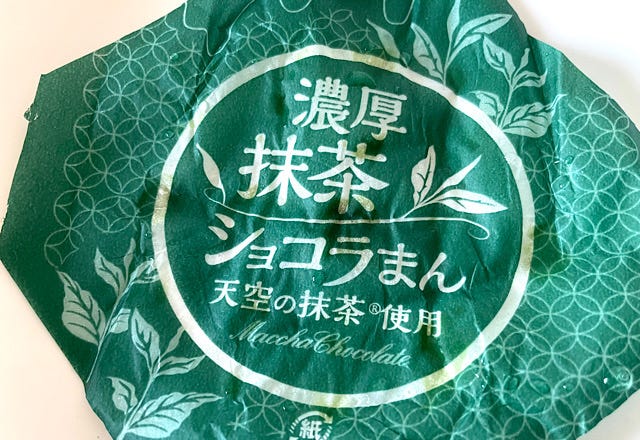 濃厚
抹茶
ショコラまん
天空の抹茶®使用
Maccha Chocolate
紙